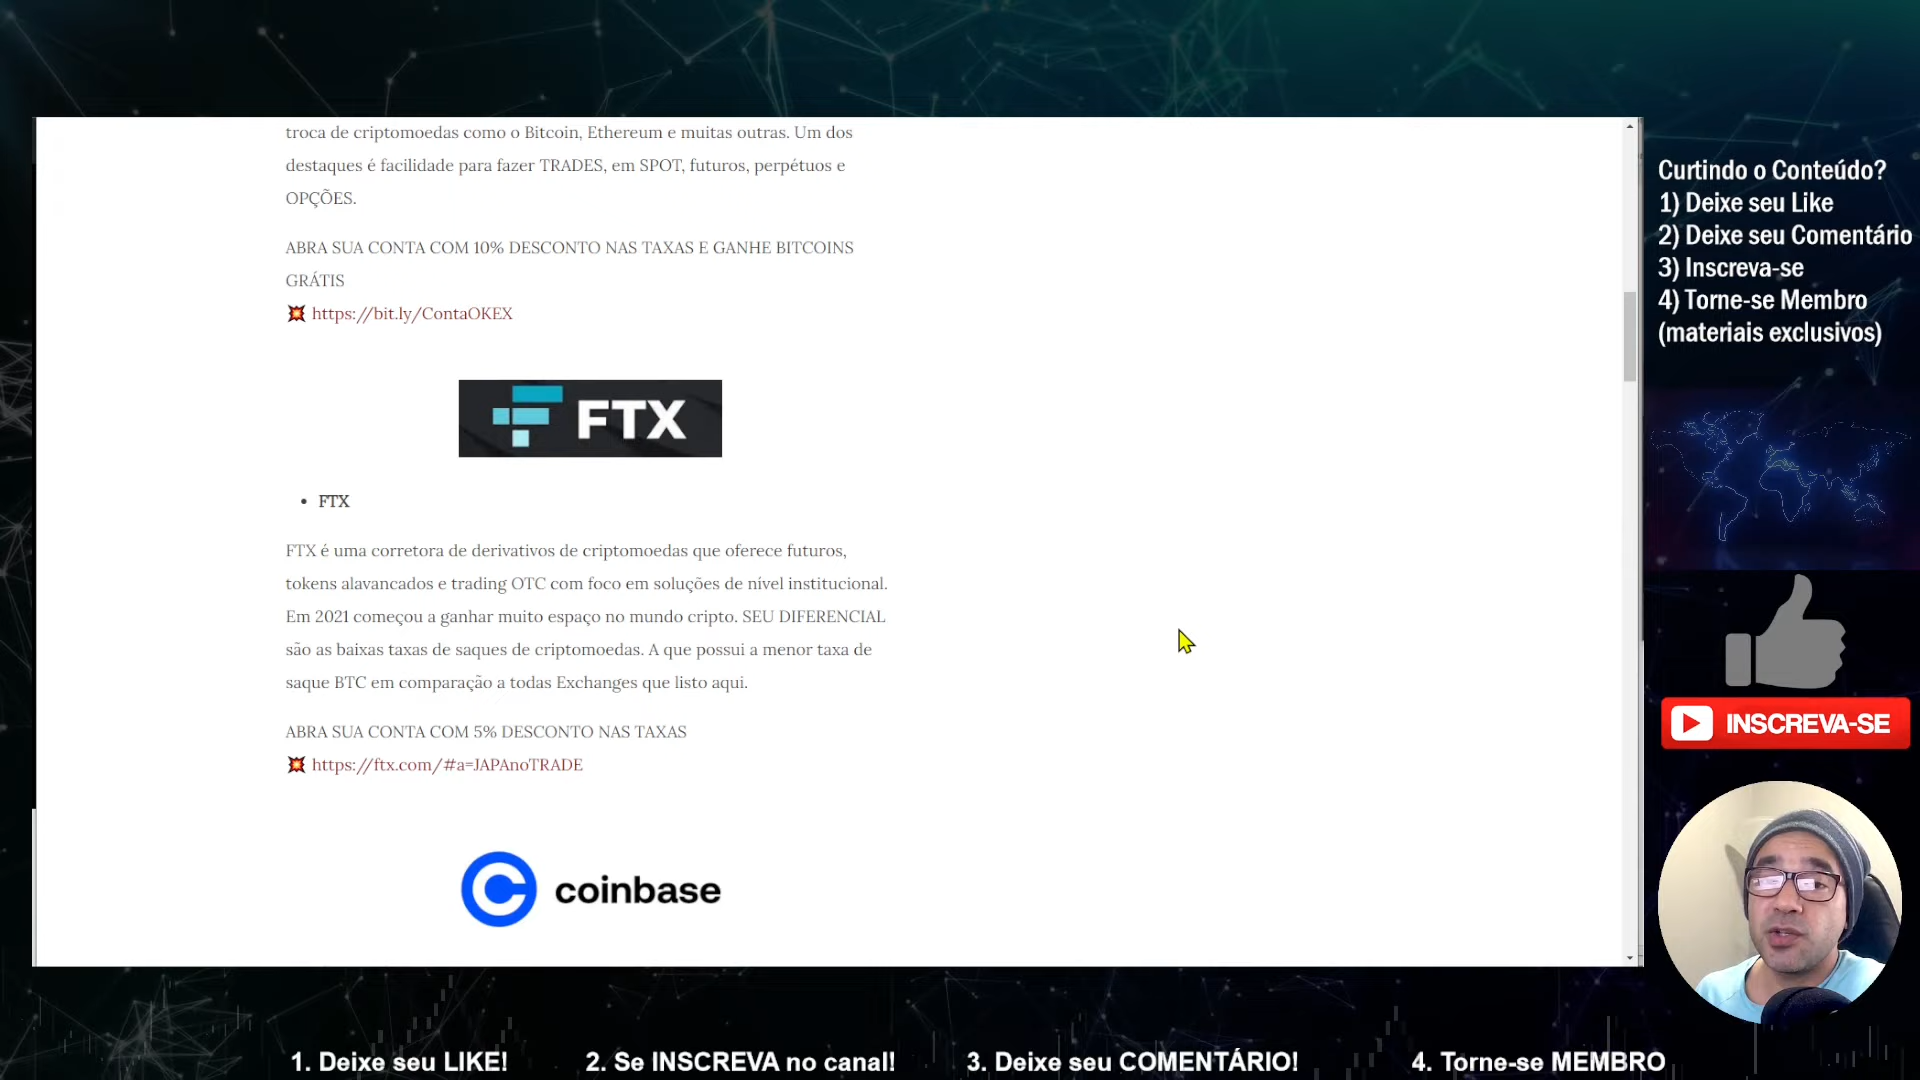 troca de criptomoedas como o Bitcoin, Ethereum e muitas outras. Um dos
destaques é facilidade para fazer TRADES, em SPOT, futuros, perpétuos e
OPÇÕES.
ABRA SUA CONTA COM 10% DESCONTO NAS TAXAS E GANHE BITCOINS
GRÁTIS
https://bit.ly/ContaOKEX
FTX
• FTX
FTX é uma corretora de derivativos de criptomoedas que oferece futuros,
tokens alavancados e trading OTC com foco em soluções de nível institucional.
Em 2021 começou a ganhar muito espaço no mundo cripto. SEU DIFERENCIAL
são as baixas taxas de saques de criptomoedas. A que possui a menor taxa de
saque BTC em comparação a todas Exchanges que listo aqui.
ABRA SUA CONTA COM 5% DESCONTO NAS TAXAS
https://ftx.com/#a=JAPAnoTRADE
coinbase
Curtindo o Conteúdo?
1) Deixe seu Like
2) Deixe seu Comentário
3) Inscreva-se
4) Torne-se Membro
(materiais exclusivos)
INSCREVA-SE
1. Deixe seu LIKE!
2. Se INSCREVA no canal!
3. Deixe seu COMENTÁRIO!
4. Torne-se MEMBRO